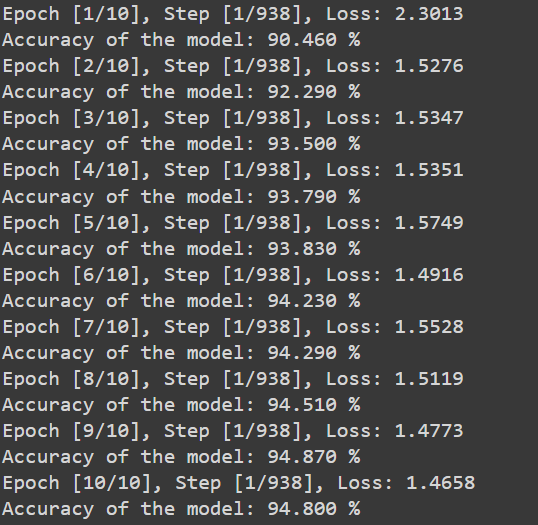 Epoch [1/10], Step [1/938], Loss: 2.3013
Accuracy of the model: 90.460 %
Epoch [2/10], Step [1/938], Loss: 1.5276
Accuracy of the model: 92.290 %
Epoch [3/10], Step [1/938], Loss: 1.5347
Accuracy of the model: 93.500 %
Epoch [4/10], Step [1/938], Loss: 1.5351
Accuracy of the model: 93.790 %
Epoch [5/10], Step [1/938], Loss: 1.5749
Accuracy of the model: 93.830 %
Epoch [6/10], Step [1/938], Loss: 1.4916
Accuracy of the model: 94.230 %
Epoch [7/10], Step [1/938], Loss: 1.5528
Accuracy of the model: 94.290 %
Epoch [8/10], Step [1/938], Loss: 1.5119
Accuracy of the model: 94.510 %
Epoch [9/10], Step [1/938], Loss: 1.4773
Accuracy of the model: 94.870 %
Epoch [10/10], Step [1/938], Loss: 1.4658
Accuracy of the model: 94.800 %